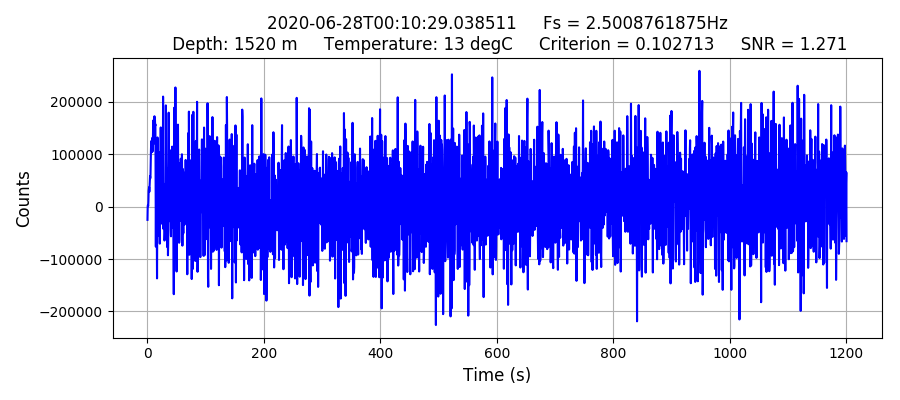 2020-06-28T00:10:29.038511 Fs = 2.5008761875Hz
Depth: 1520 m Temperature: 13 degC Criterion = 0.102713 SNR = 1.271
200000
100000
0
−100000
−200000
Counts
0 200 400 600 800 1000 1200
Time (s)